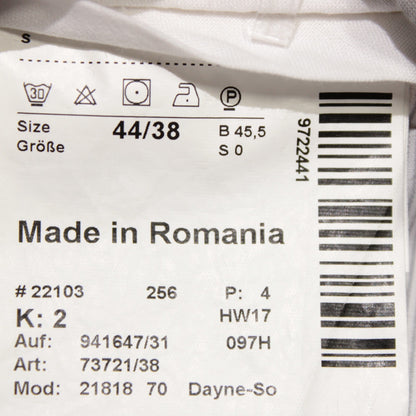 S
30 P
Size 44/38 B 45,5
Größe S 0
9722441
Made in Romania
# 22103 256 P: 4
K: 2 HW17
Auf: 941647/31 097H
Art: 73721/38
Mod: 21818 70 Dayne-So